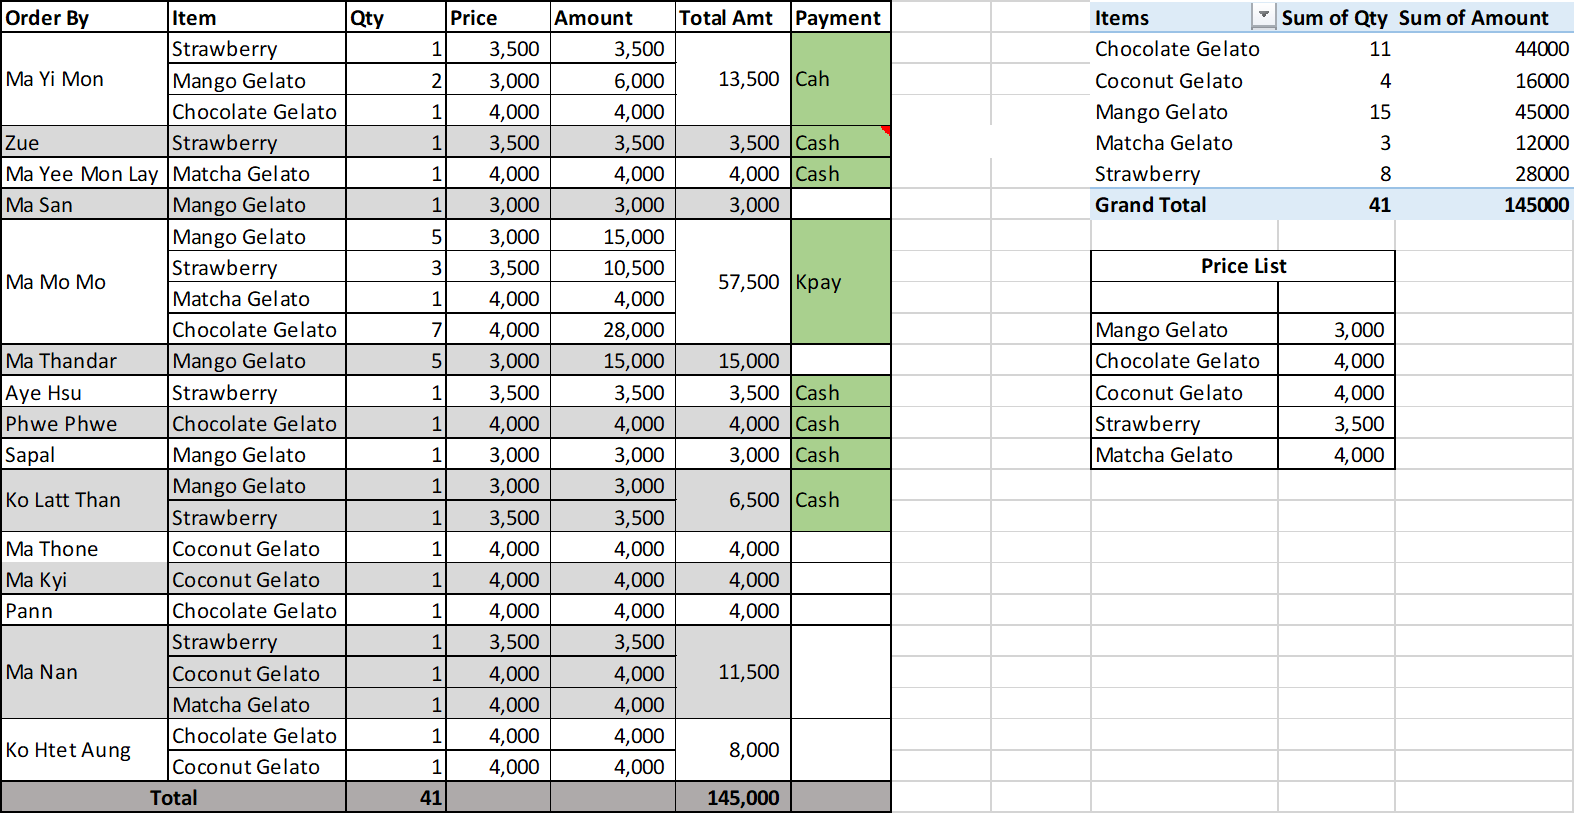 Order By Item Qty Price Amount Total Amt Payment
Ma Yi Mon Strawberry 1 3,500 3,500 13,500 Cah
Mango Gelato 2 3,000 6,000
Chocolate Gelato 1 4,000 4,000
Zue Strawberry 1 3,500 3,500 3,500 Cash
Ma Yee Mon Lay Matcha Gelato 1 4,000 4,000 4,000 Cash
Ma San Mango Gelato 1 3,000 3,000 3,000
Ma Mo Mo Mango Gelato 5 3,000 15,000 57,500 Kpay
Strawberry 3 3,500 10,500
Matcha Gelato 1 4,000 4,000
Chocolate Gelato 7 4,000 28,000
Ma Thandar Mango Gelato 5 3,000 15,000 15,000
Aye Hsu Strawberry 1 3,500 3,500 3,500 Cash
Phwe Phwe Chocolate Gelato 1 4,000 4,000 4,000 Cash
Sapal Mango Gelato 1 3,000 3,000 3,000 Cash
Ko Latt Than Mango Gelato 1 3,000 3,000 6,500 Cash
Strawberry 1 3,500 3,500
Ma Thone Coconut Gelato 1 4,000 4,000 4,000
Ma Kyi Coconut Gelato 1 4,000 4,000 4,000
Pann Chocolate Gelato 1 4,000 4,000 4,000
Ma Nan Strawberry 1 3,500 3,500 11,500
Coconut Gelato 1 4,000 4,000
Matcha Gelato 1 4,000 4,000
Ko Htet Aung Chocolate Gelato 1 4,000 4,000 8,000
Coconut Gelato 1 4,000 4,000
Total 41 145,000
Items Sum of Qty Sum of Amount
Chocolate Gelato 11 44000
Coconut Gelato 4 16000
Mango Gelato 15 45000
Matcha Gelato 3 12000
Strawberry 8 28000
Grand Total 41 145000
Price List
Mango Gelato 3,000
Chocolate Gelato 4,000
Coconut Gelato 4,000
Strawberry 3,500
Matcha Gelato 4,000